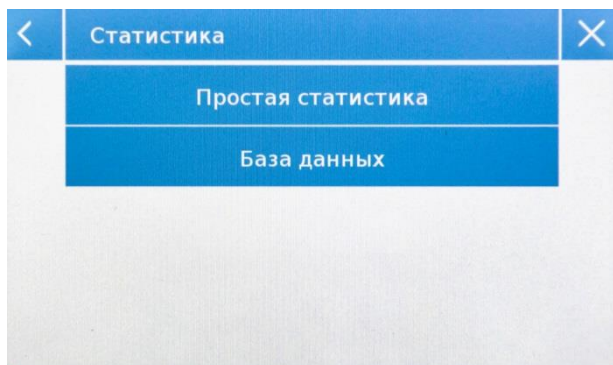 Статистика
Простая статистика
База данных